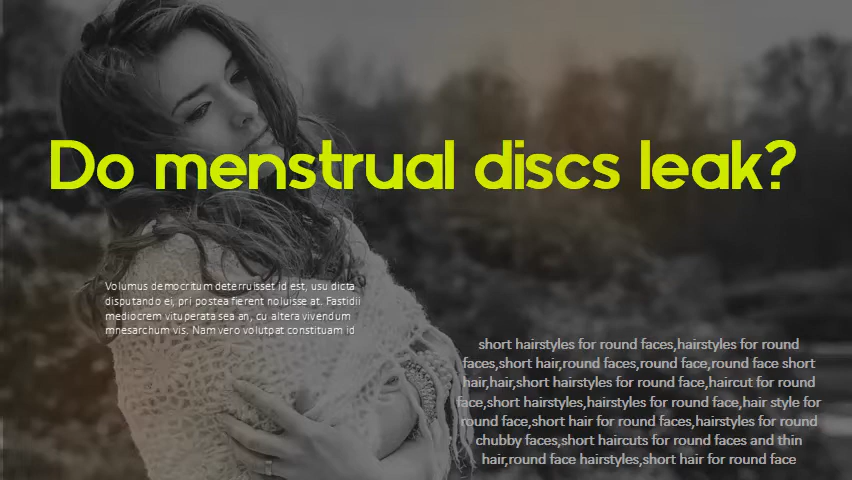 Do menstrual discs leak?
Volumus democritum deterruisset id est, usu dicta
disputando ei, pri postea fierent noluisse at. Fastidii
mediocrem vituperata sea an, cu altera vivendum
mnesarchum vis. Nam vero volutpat constituam id
short hairstyles for round faces,hairstyles for round
faces,short hair,round faces,round face,round face short
hair,hair,short hairstyles for round face,haircut for round
face,short hairstyles,hairstyles for round face,hair style for
round face,short hair for round faces,hairstyles for round
chubby faces,short haircuts for round faces and thin
hair,round face hairstyles,short hair for round face